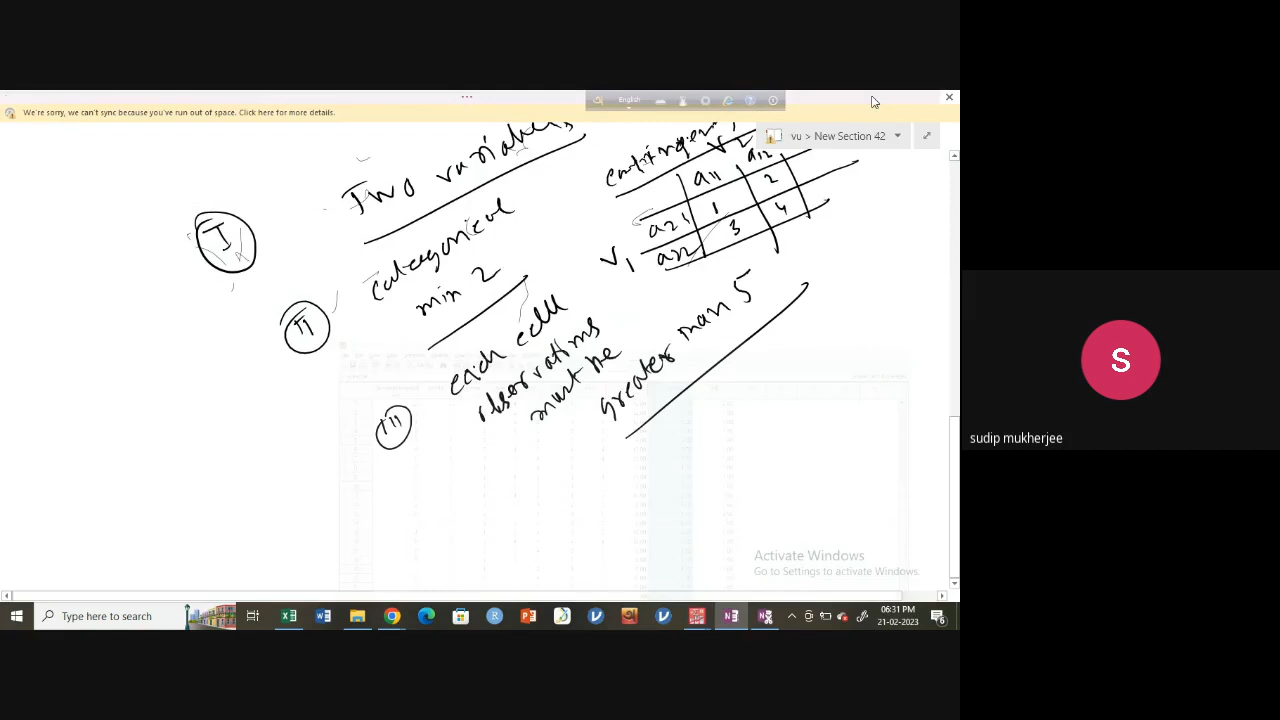 We're sorry, we can't sync because you've run out of space. Click here for more details.
English
vu > New Section 42
Two variables
V2
a11 a12
a21 1 2
V1 a22 3 4
I
categorical
min 2
II
each cell
observations
must be
greater than 5
III
S
sudip mukherjee
Activate Windows
Go to Settings to activate Windows.
Type here to search
06:31 PM
21-02-2023
6